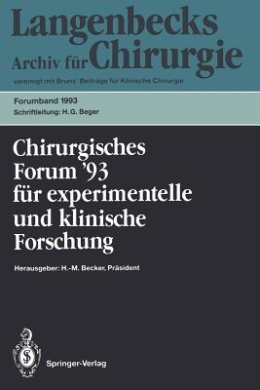 Langenbecks
Archiv für Chirurgie
vereinigt mit Bruns' Beiträge für Klinische Chirurgie
Forumband 1993
Schriftleitung: H. G. Beger
Chirurgisches
Forum '93
für experimentelle
und klinische
Forschung
Herausgeber: H.-M. Becker, Präsident
Springer-Verlag